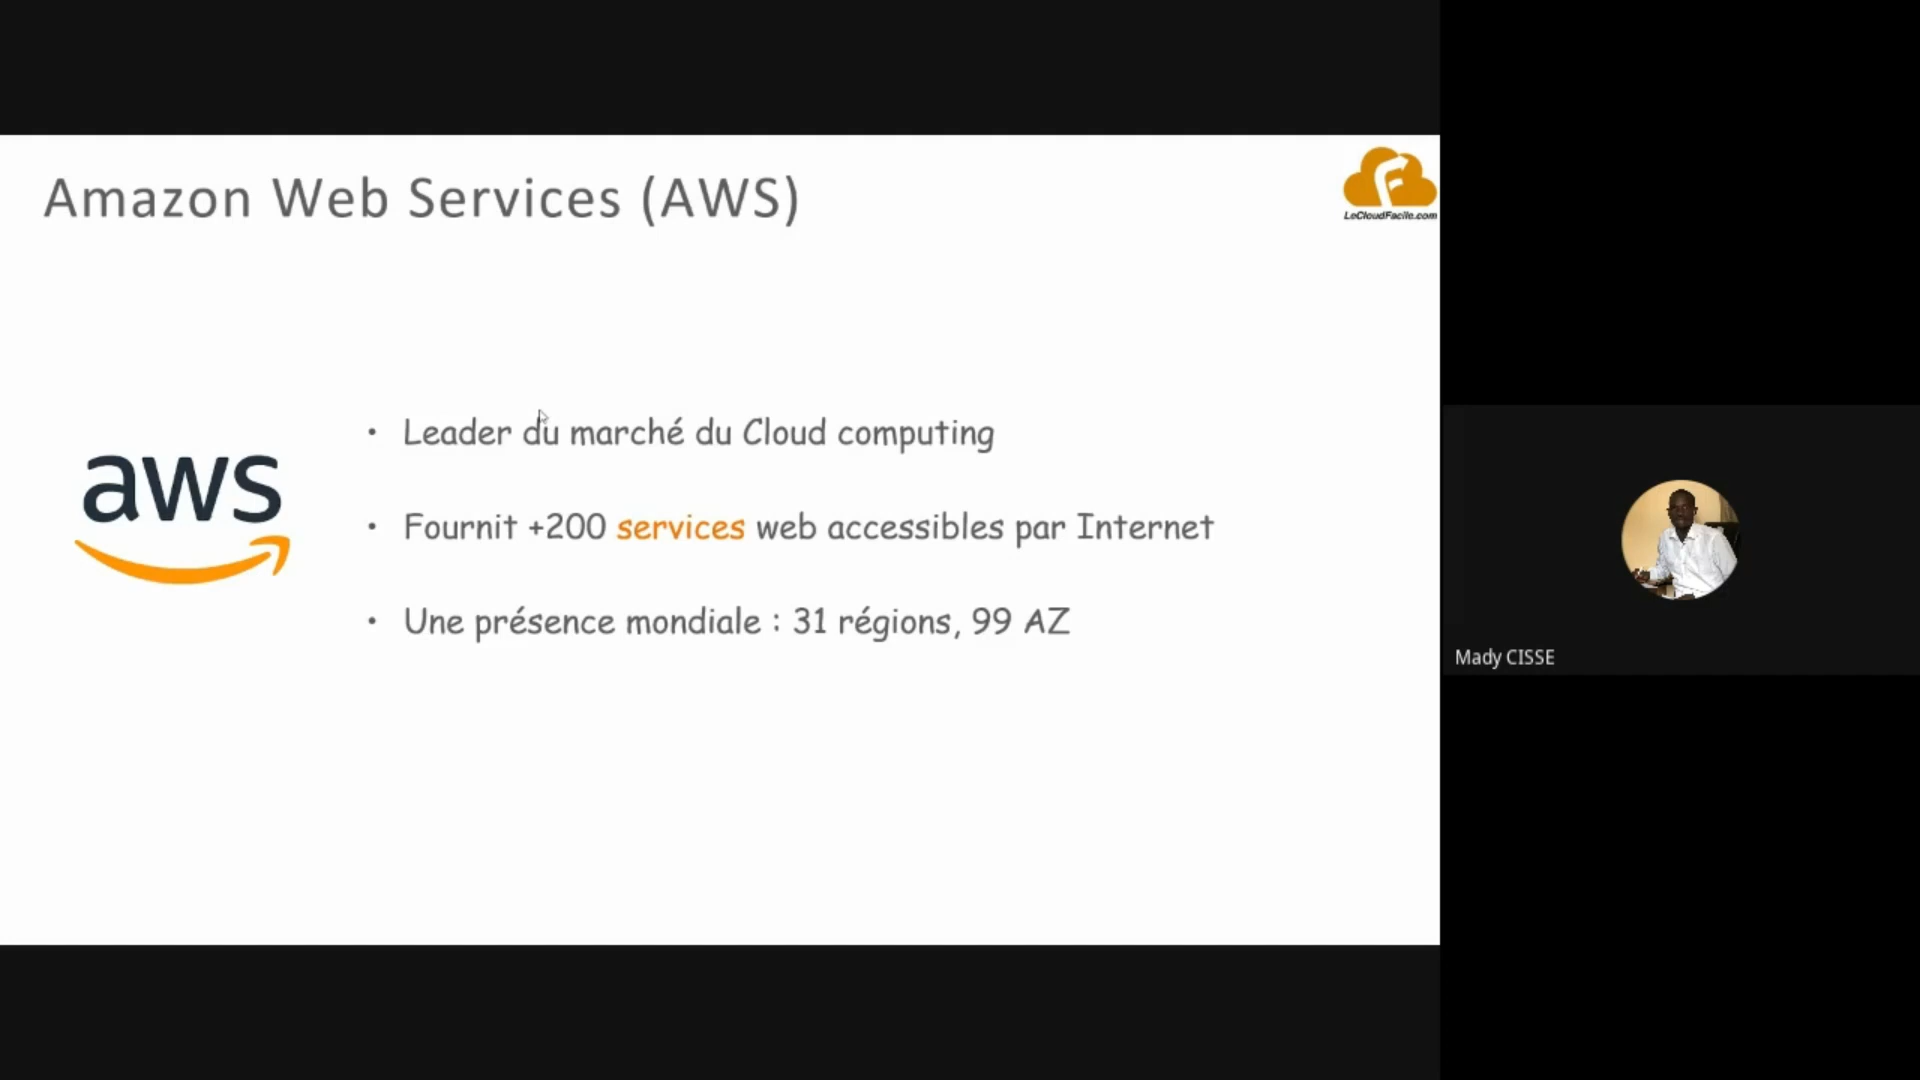 Amazon Web Services (AWS)
LeCloudFacile.com
aws
• Leader du marché du Cloud computing
• Fournit +200 services web accessibles par Internet
• Une présence mondiale : 31 régions, 99 AZ
Mady CISSE